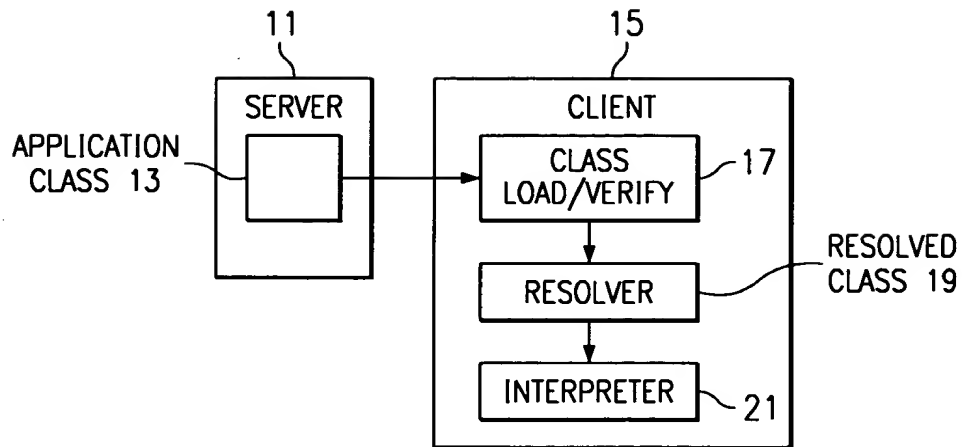 11
15
SERVER
CLIENT
APPLICATION
CLASS 13
CLASS
LOAD/VERIFY
17
RESOLVER
RESOLVED
CLASS 19
INTERPRETER
21